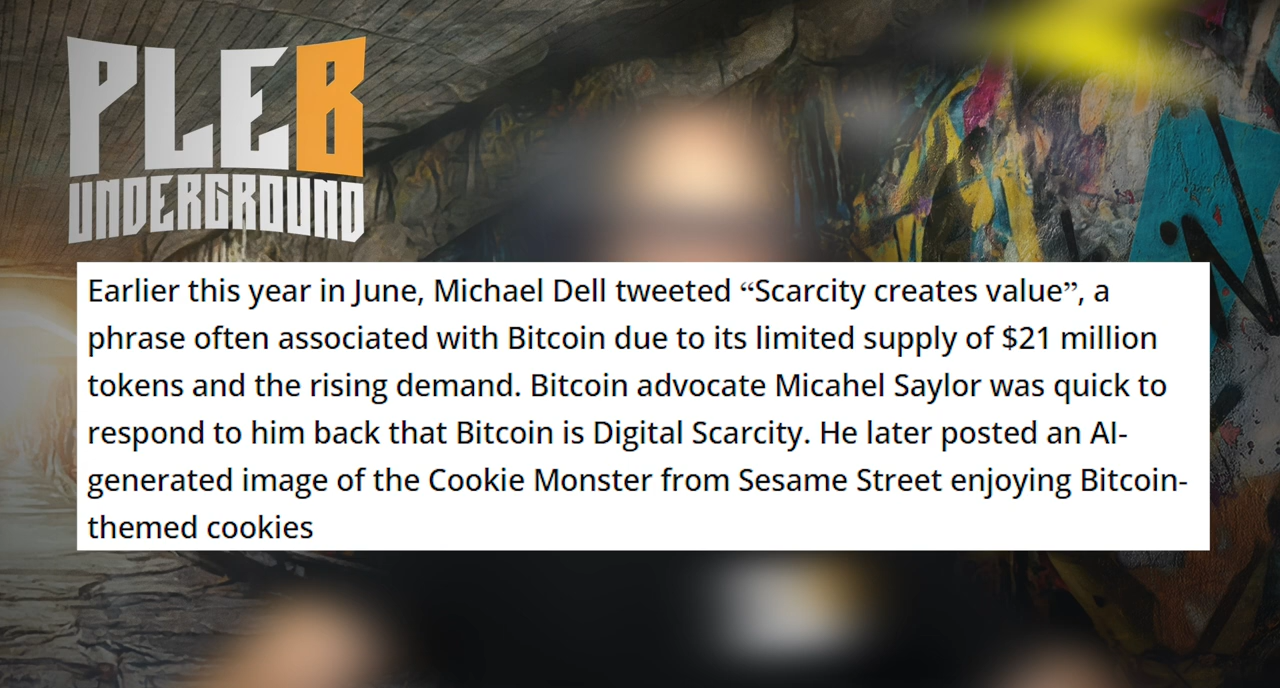 PLEB
UNDERGROUND
Earlier this year in June, Michael Dell tweeted “Scarcity creates value”, a
phrase often associated with Bitcoin due to its limited supply of $21 million
tokens and the rising demand. Bitcoin advocate Micahel Saylor was quick to
respond to him back that Bitcoin is Digital Scarcity. He later posted an AI-
generated image of the Cookie Monster from Sesame Street enjoying Bitcoin-
themed cookies